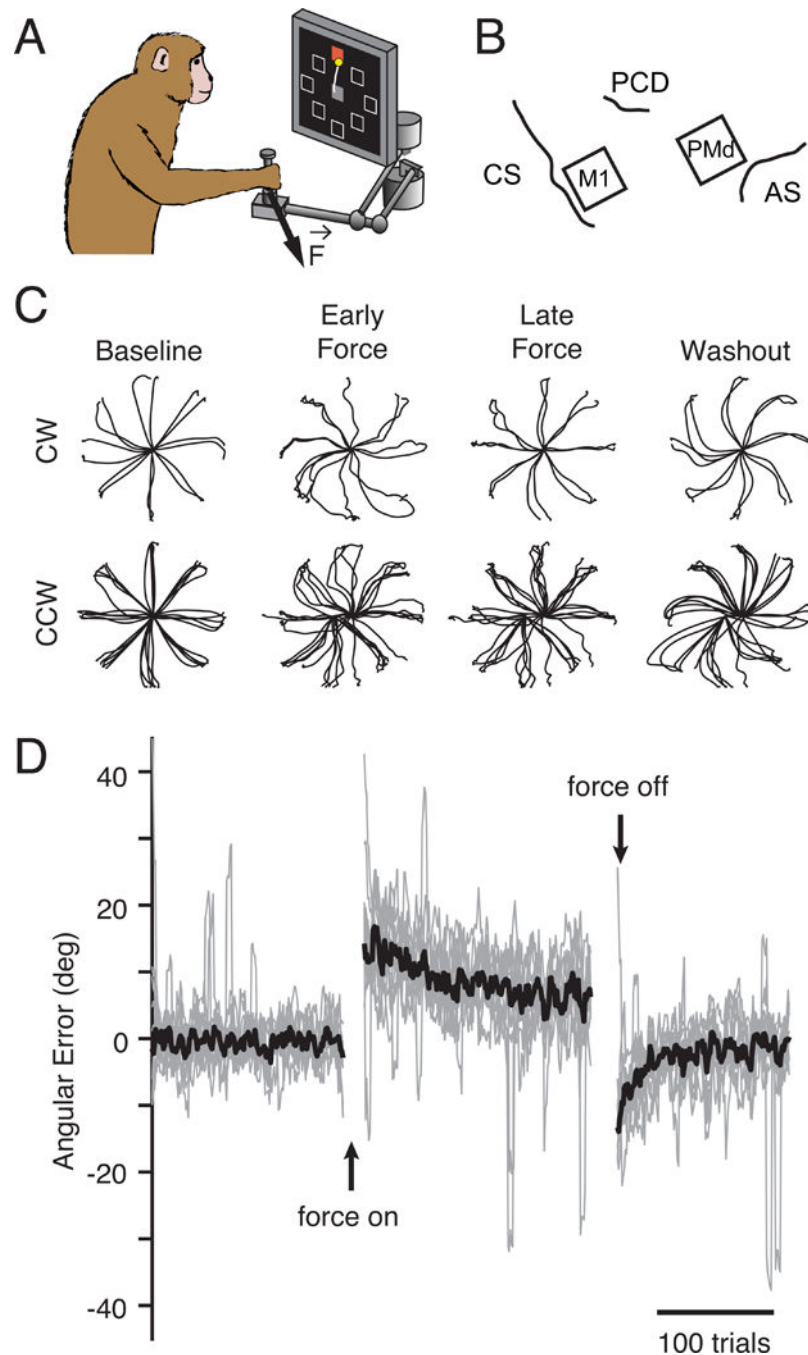 A
F
B
PCD
CS
M1
PMd
AS
C
Baseline
Early
Force
Late
Force
Washout
CW
CCW
D
Angular Error (deg)
40
20
0
-20
-40
force on
force off
100 trials